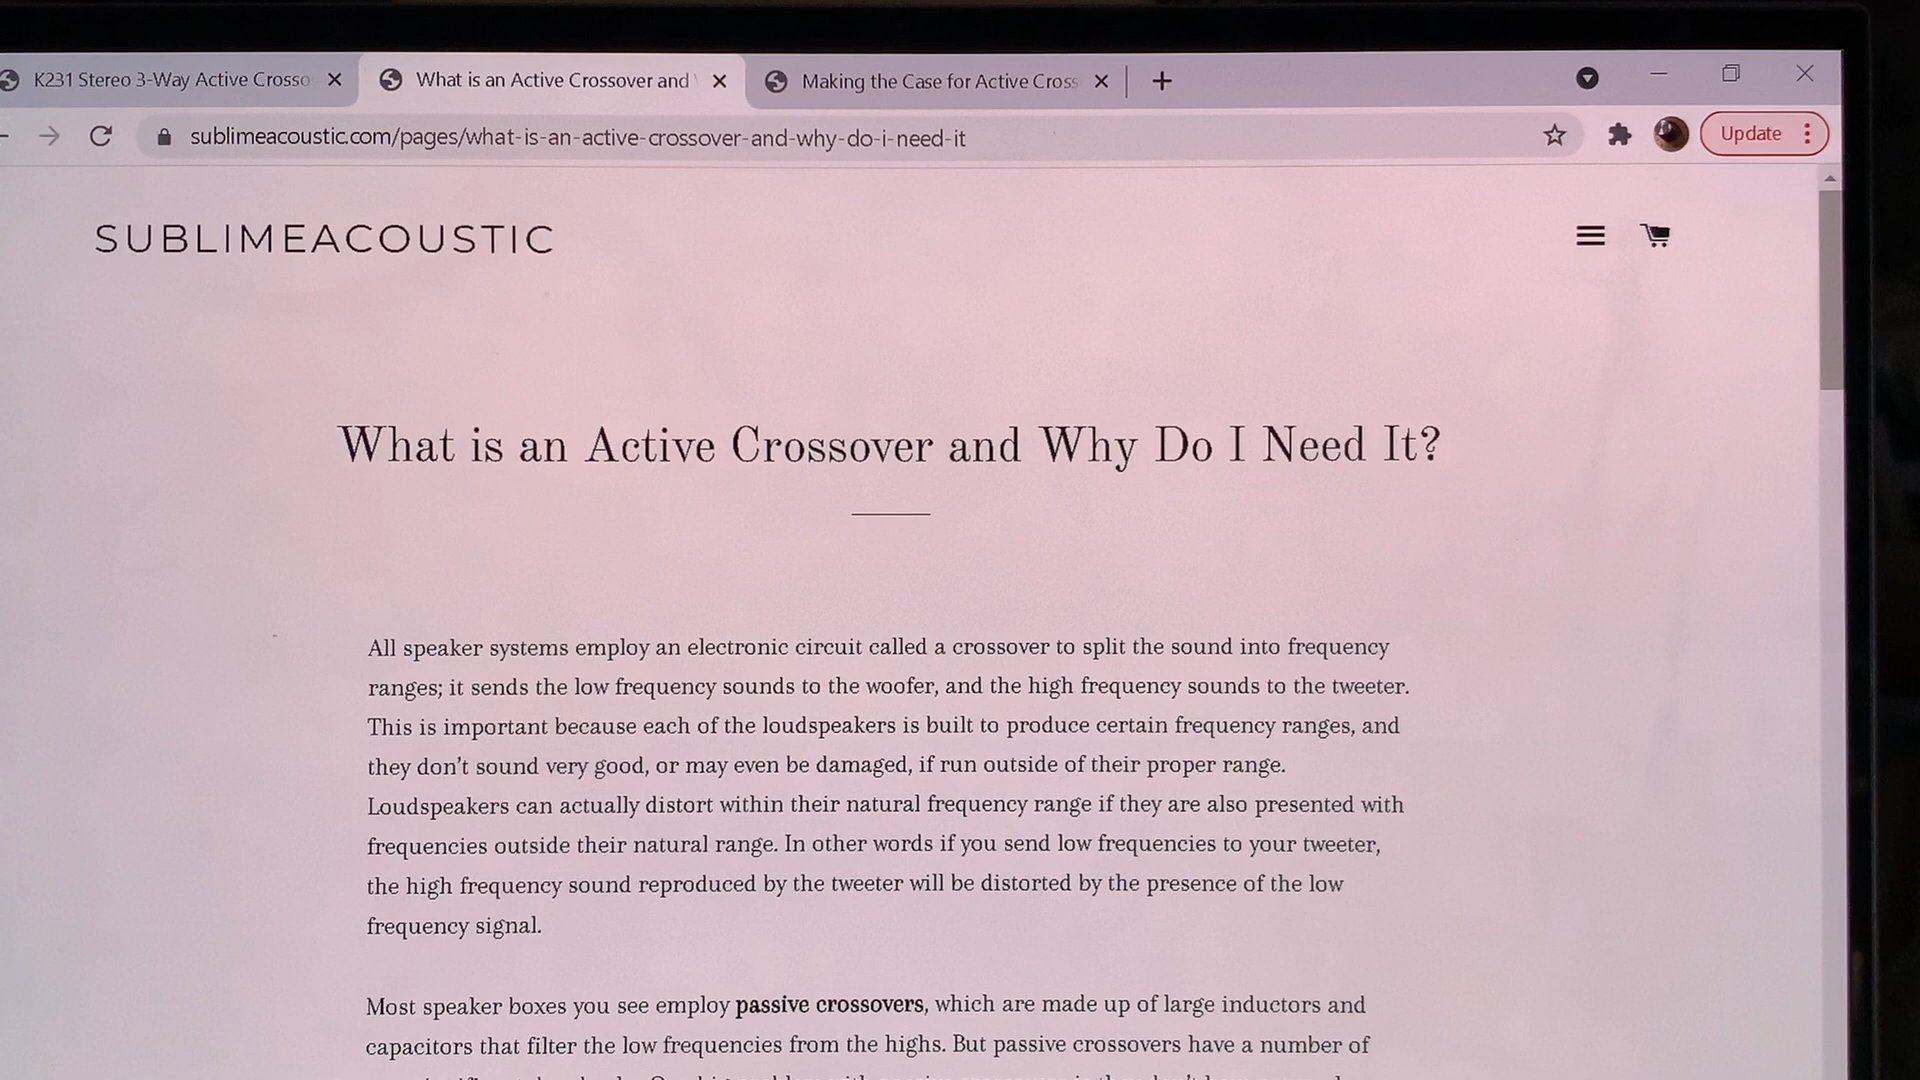 K231 Stereo 3-Way Active Crosso
What is an Active Crossover and
Making the Case for Active Cross
sublimeacoustic.com/pages/what-is-an-active-crossover-and-why-do-i-need-it
Update
SUBLIMEACOUSTIC
What is an Active Crossover and Why Do I Need It?
All speaker systems employ an electronic circuit called a crossover to split the sound into frequency
ranges; it sends the low frequency sounds to the woofer, and the high frequency sounds to the tweeter.
This is important because each of the loudspeakers is built to produce certain frequency ranges, and
they don't sound very good, or may even be damaged, if run outside of their proper range.
Loudspeakers can actually distort within their natural frequency range if they are also presented with
frequencies outside their natural range. In other words if you send low frequencies to your tweeter,
the high frequency sound reproduced by the tweeter will be distorted by the presence of the low
frequency signal.
Most speaker boxes you see employ passive crossovers, which are made up of large inductors and
capacitors that filter the low frequencies from the highs. But passive crossovers have a number of